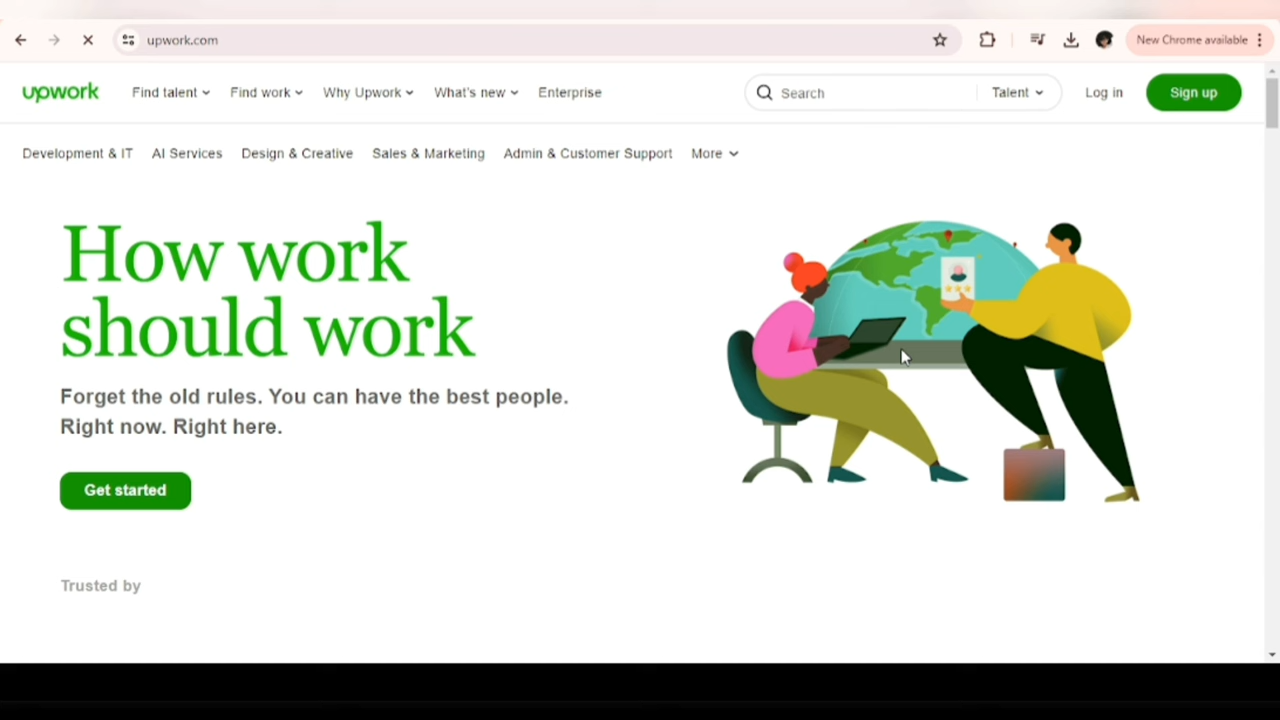 upwork.com
New Chrome available
upwork Find talent Find work Why Upwork What's new Enterprise Search Talent Log in Sign up
Development & IT AI Services Design & Creative Sales & Marketing Admin & Customer Support More
How work
should work
Forget the old rules. You can have the best people.
Right now. Right here.
Get started
Trusted by